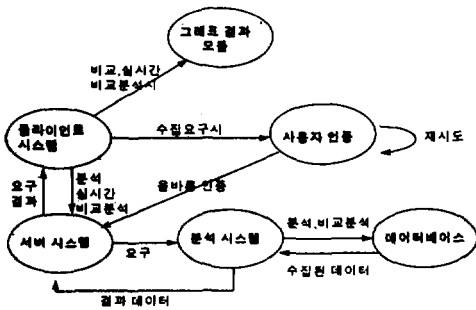 그래프 결과
모듈
비교, 실시간
비교분석시
클라이언트
시스템
수집요구시
사용자 인증
재시도
요구
결과
분석
실시간
비교분석
올바른 인증
서버 시스템
요구
분석 시스템
분석, 비교분석
데이터베이스
수집된 데이터
결과 데이터